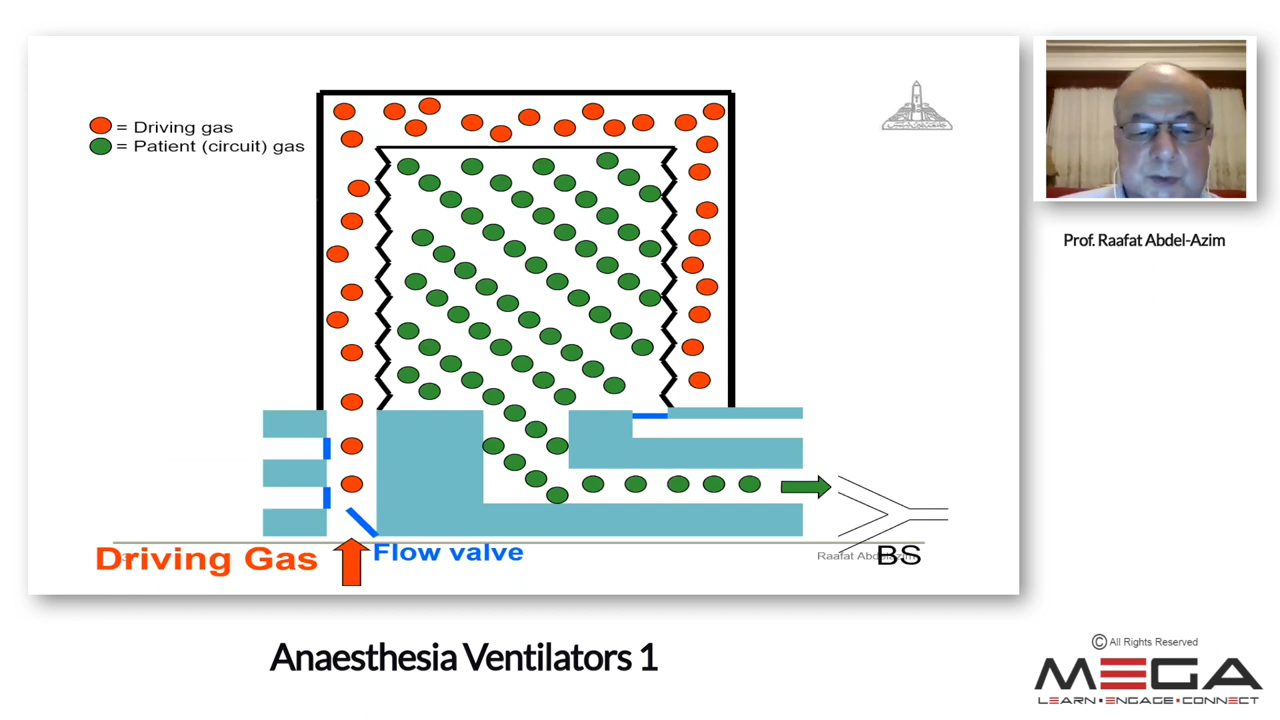 = Driving gas
= Patient (circuit) gas
Driving Gas
Flow valve
BS
Prof. Raafat Abdel-Azim
Anaesthesia Ventilators 1
© All Rights Reserved
MEGA
LEARN • ENGAGE • CONNECT